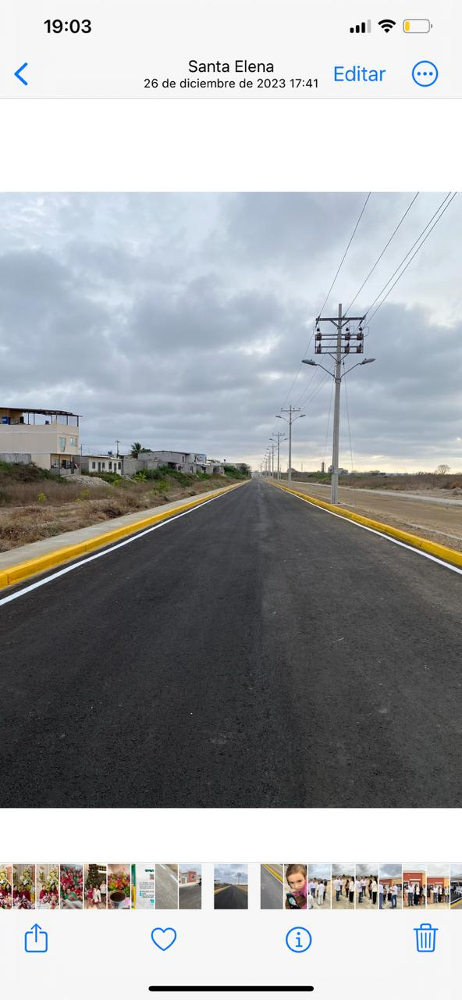 19:03
Santa Elena
26 de diciembre de 2023 17:41
Editar